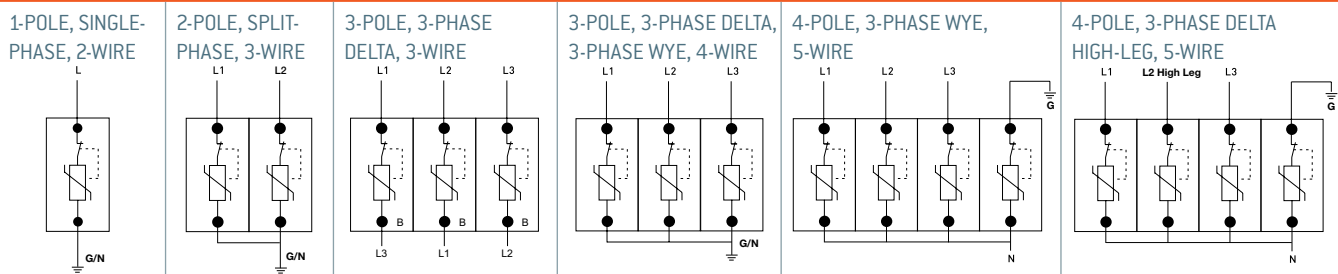 1-POLE, SINGLE-
PHASE, 2-WIRE
L
G/N
2-POLE, SPLIT-
PHASE, 3-WIRE
L1 L2
G/N
3-POLE, 3-PHASE
DELTA, 3-WIRE
L1 L2 L3
B B B
L3 L1 L2
3-POLE, 3-PHASE DELTA,
3-PHASE WYE, 4-WIRE
L1 L2 L3
G/N
4-POLE, 3-PHASE WYE,
5-WIRE
L1 L2 L3
G
N
4-POLE, 3-PHASE DELTA
HIGH-LEG, 5-WIRE
L1 L2 High Leg L3
G
N